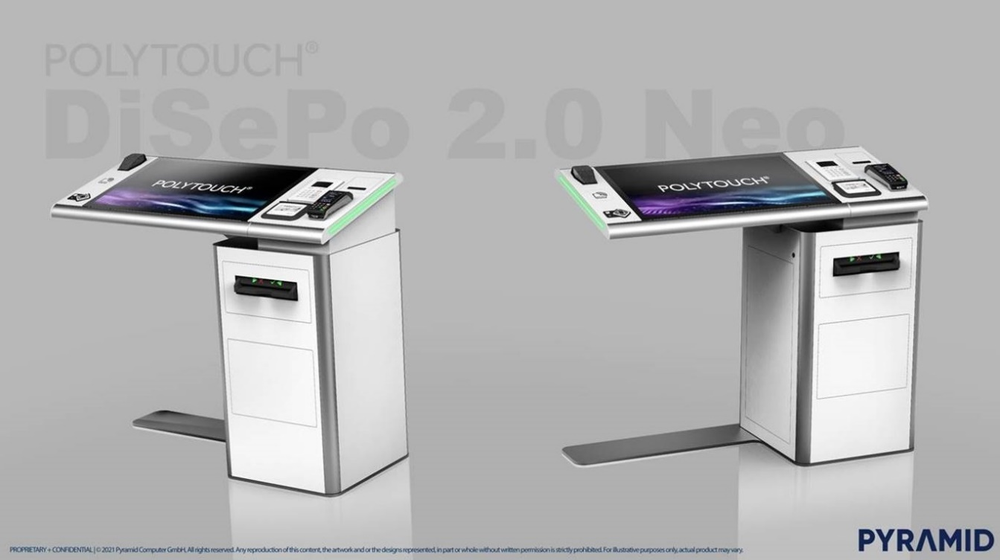 POLYTOUCH®
DiSePo 2.0 Neo
POLYTOUCH®
POLYTOUCH®
PYRAMID
PROPRIETARY + CONFIDENTIAL | © 2021 Pyramid Computer GmbH, All rights reserved. Any reproduction of this content, the artwork and or the designs represented, in part or whole without written permission is strictly prohibited. For illustrative purposes only, actual product may vary.